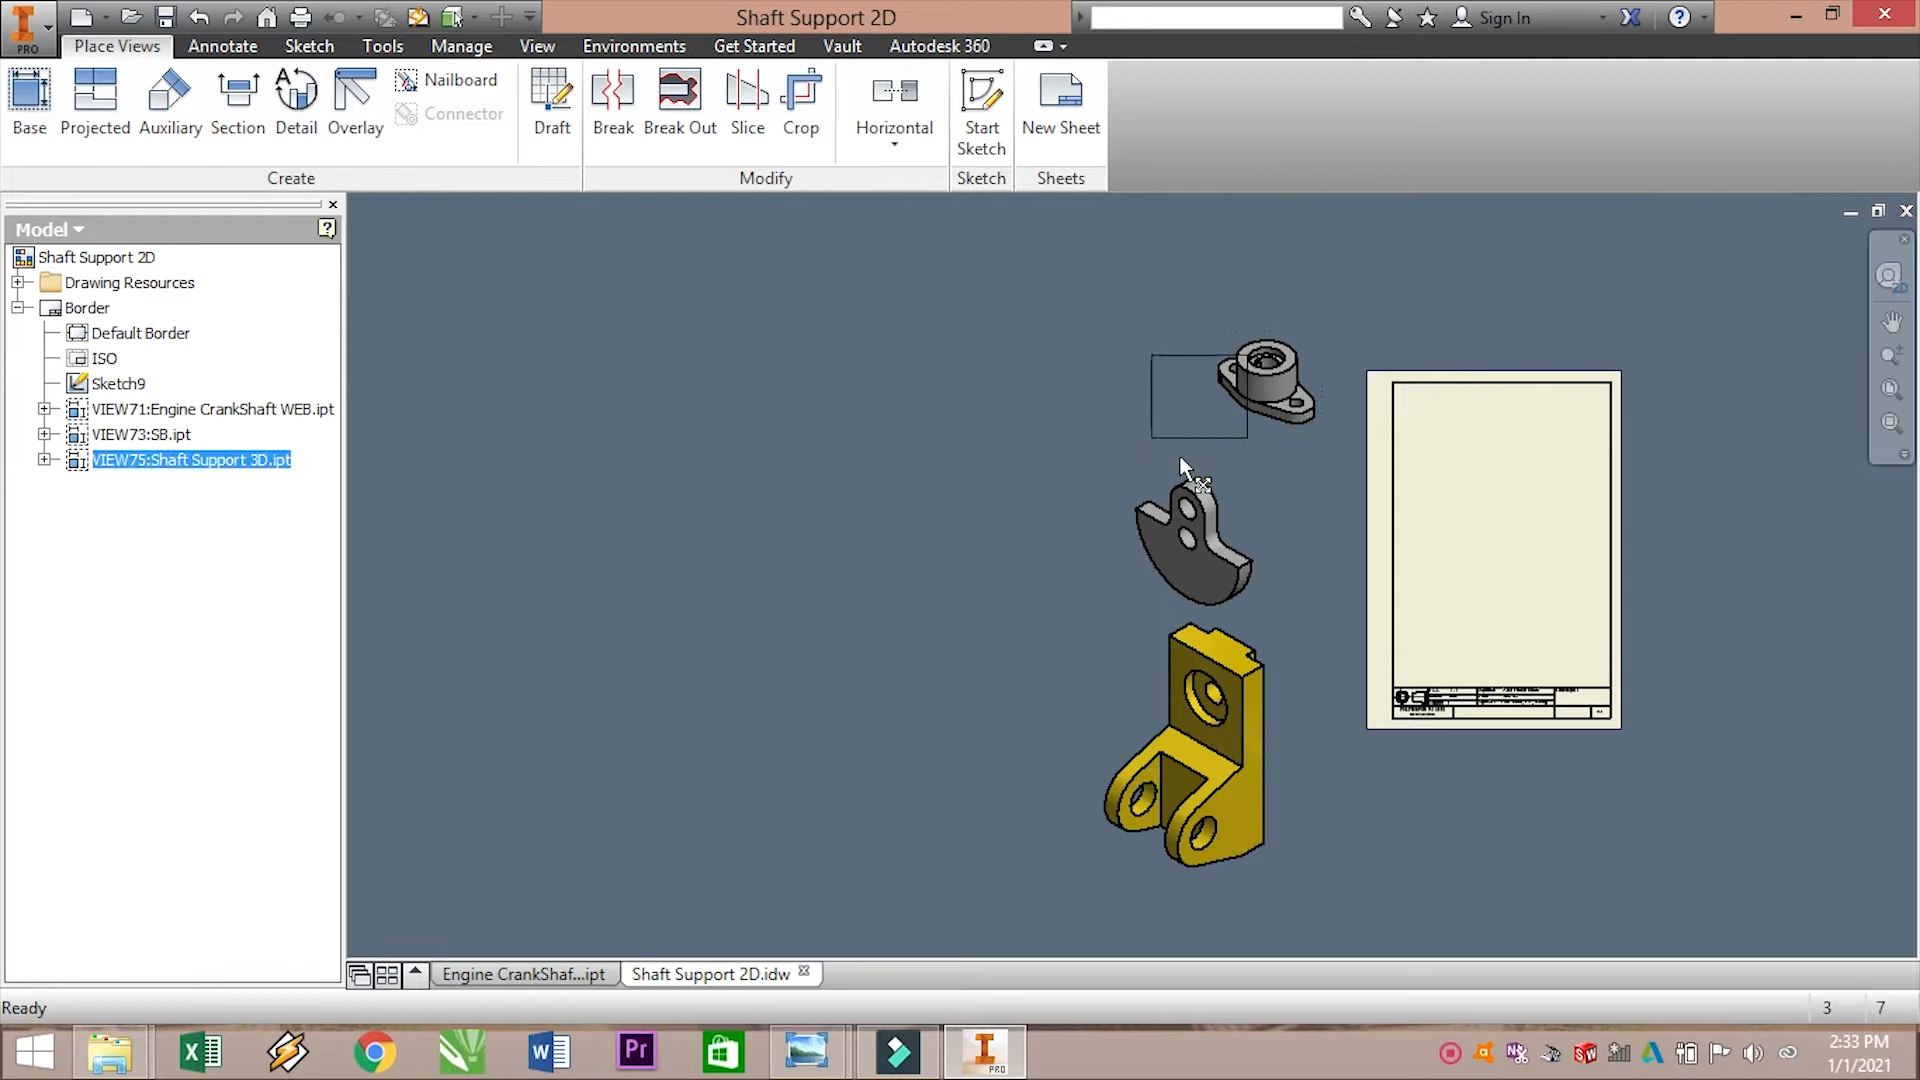 Shaft Support 2D
Sign In
PRO
Place Views
Annotate
Sketch
Tools
Manage
View
Environments
Get Started
Vault
Autodesk 360
Base
Projected
Auxiliary
Section
Detail
Overlay
Nailboard
Connector
Draft
Break
Break Out
Slice
Crop
Horizontal
Start
Sketch
New Sheet
Create
Modify
Sketch
Sheets
Model
Shaft Support 2D
Drawing Resources
Border
Default Border
ISO
Sketch9
VIEW71:Engine CrankShaft WEB.ipt
VIEW73:SB.ipt
VIEW75:Shaft Support 3D.ipt
2D
Engine CrankShaf...ipt
Shaft Support 2D.idw
Ready
3
7
Pr
PRO
2:33 PM
1/1/2021